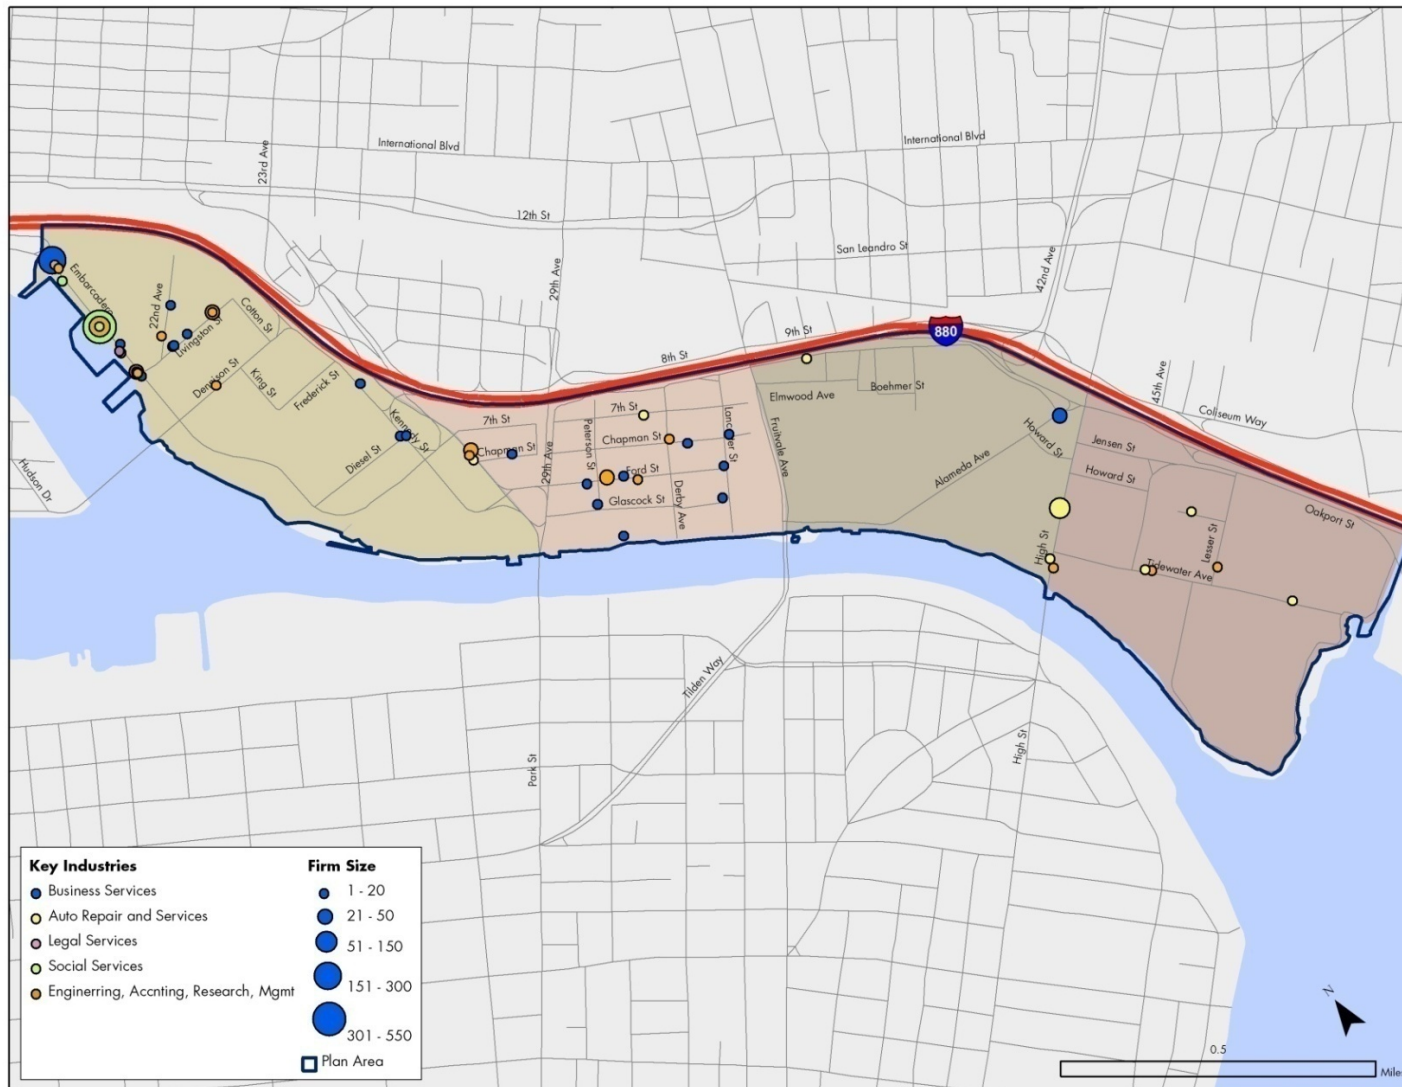 International Blvd
International Blvd
23rd Ave
12th St
San Leandro St
42nd Ave
29th Ave
Embarcadero
22nd Ave
Cotton St
Livingston St
9th St
880
8th St
45th Ave
Dennison St
King St
Frederick St
Boehmer St
Elmwood Ave
Coliseum Way
7th St
7th St
Kennedy St
Peterson St
Lancaster St
Fruitvale Ave
Howard St
Jensen St
Chapman St
Chapman St
Diesel St
29th Ave
Ford St
Alameda Ave
Howard St
Hudson Dr
Glascock St
Derby Ave
Oakport St
High St
Lesser St
Tidewater Ave
Tilden Way
Park St
High St
Key Industries
Business Services
Auto Repair and Services
Legal Services
Social Services
Enginerring, Accnting, Research, Mgmt
Firm Size
1 - 20
21 - 50
51 - 150
151 - 300
301 - 550
Plan Area
N
0.5
Miles